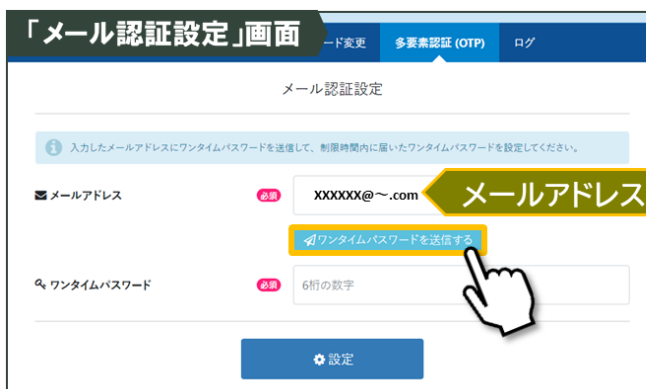 「メール認証設定」画面
ード変更 多要素認証 (OTP) ログ
メール認証設定
入力したメールアドレスにワンタイムパスワードを送信して、制限時間内に届いたワンタイムパスワードを設定してください。
メールアドレス 必須 XXXXXX@〜.com メールアドレス
ワンタイムパスワードを送信する
ワンタイムパスワード 必須 6桁の数字
設定